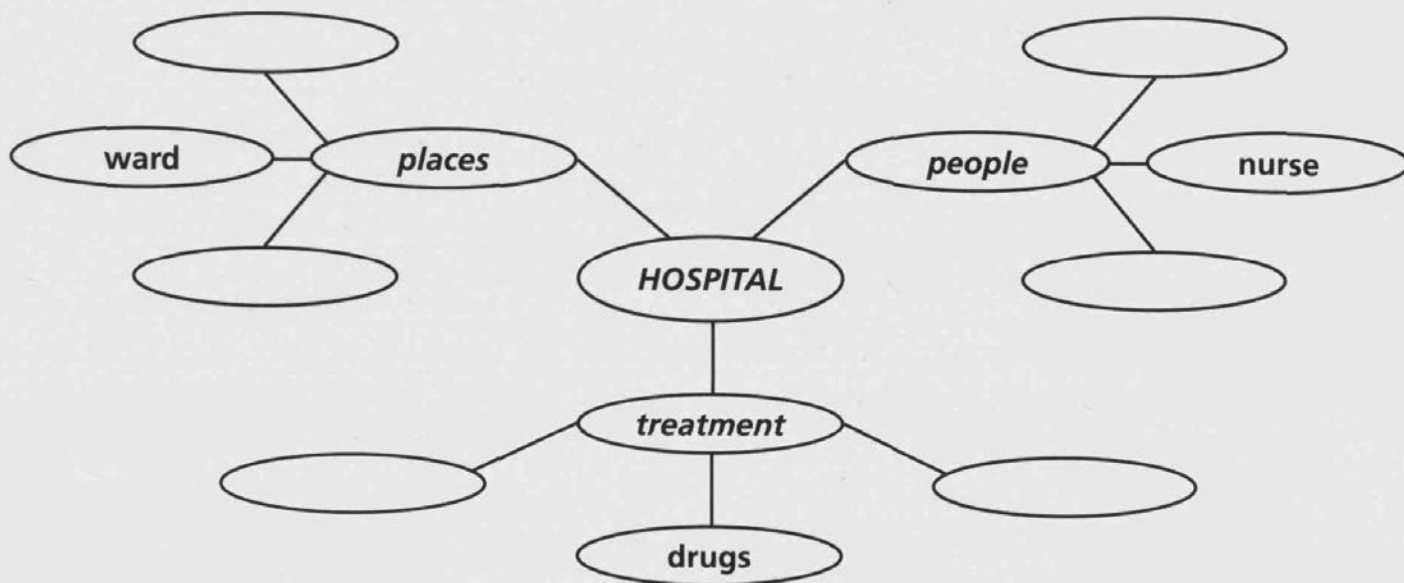 ward
places
people
nurse
HOSPITAL
treatment
drugs